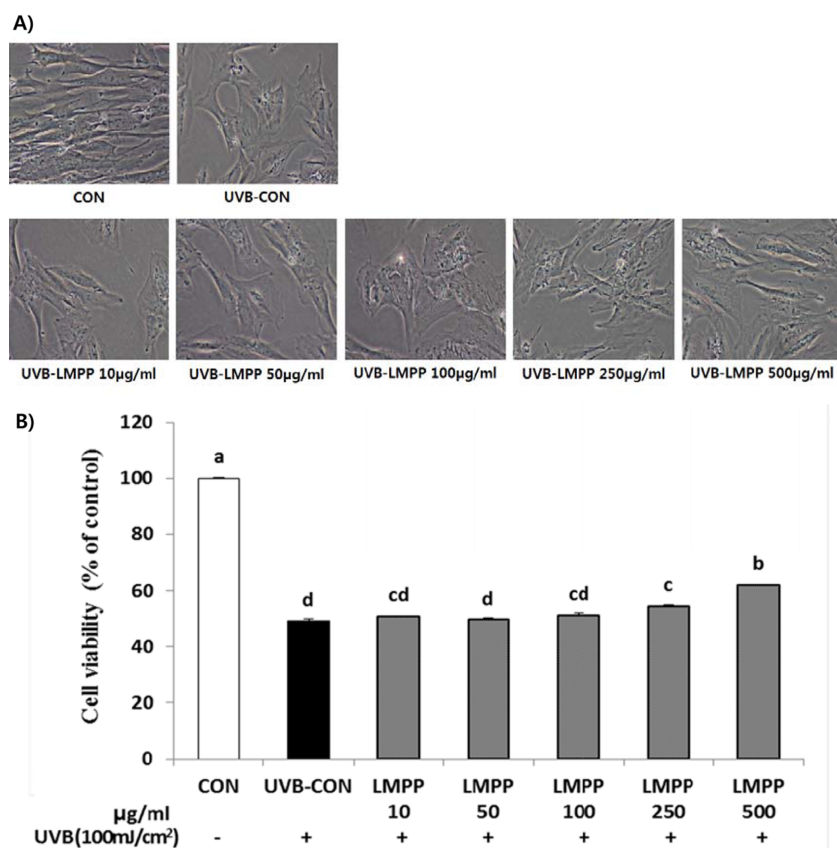 A)
CON UVB-CON
UVB-LMPP 10μg/ml UVB-LMPP 50μg/ml UVB-LMPP 100μg/ml UVB-LMPP 250μg/ml UVB-LMPP 500μg/ml
B)
Cell viability (% of control)
120
100
80
60
40
20
0
a d cd d cd c b
CON UVB-CON LMPP LMPP LMPP LMPP LMPP
μg/ml 10 50 100 250 500
UVB(100mJ/cm²) - + + + + + +